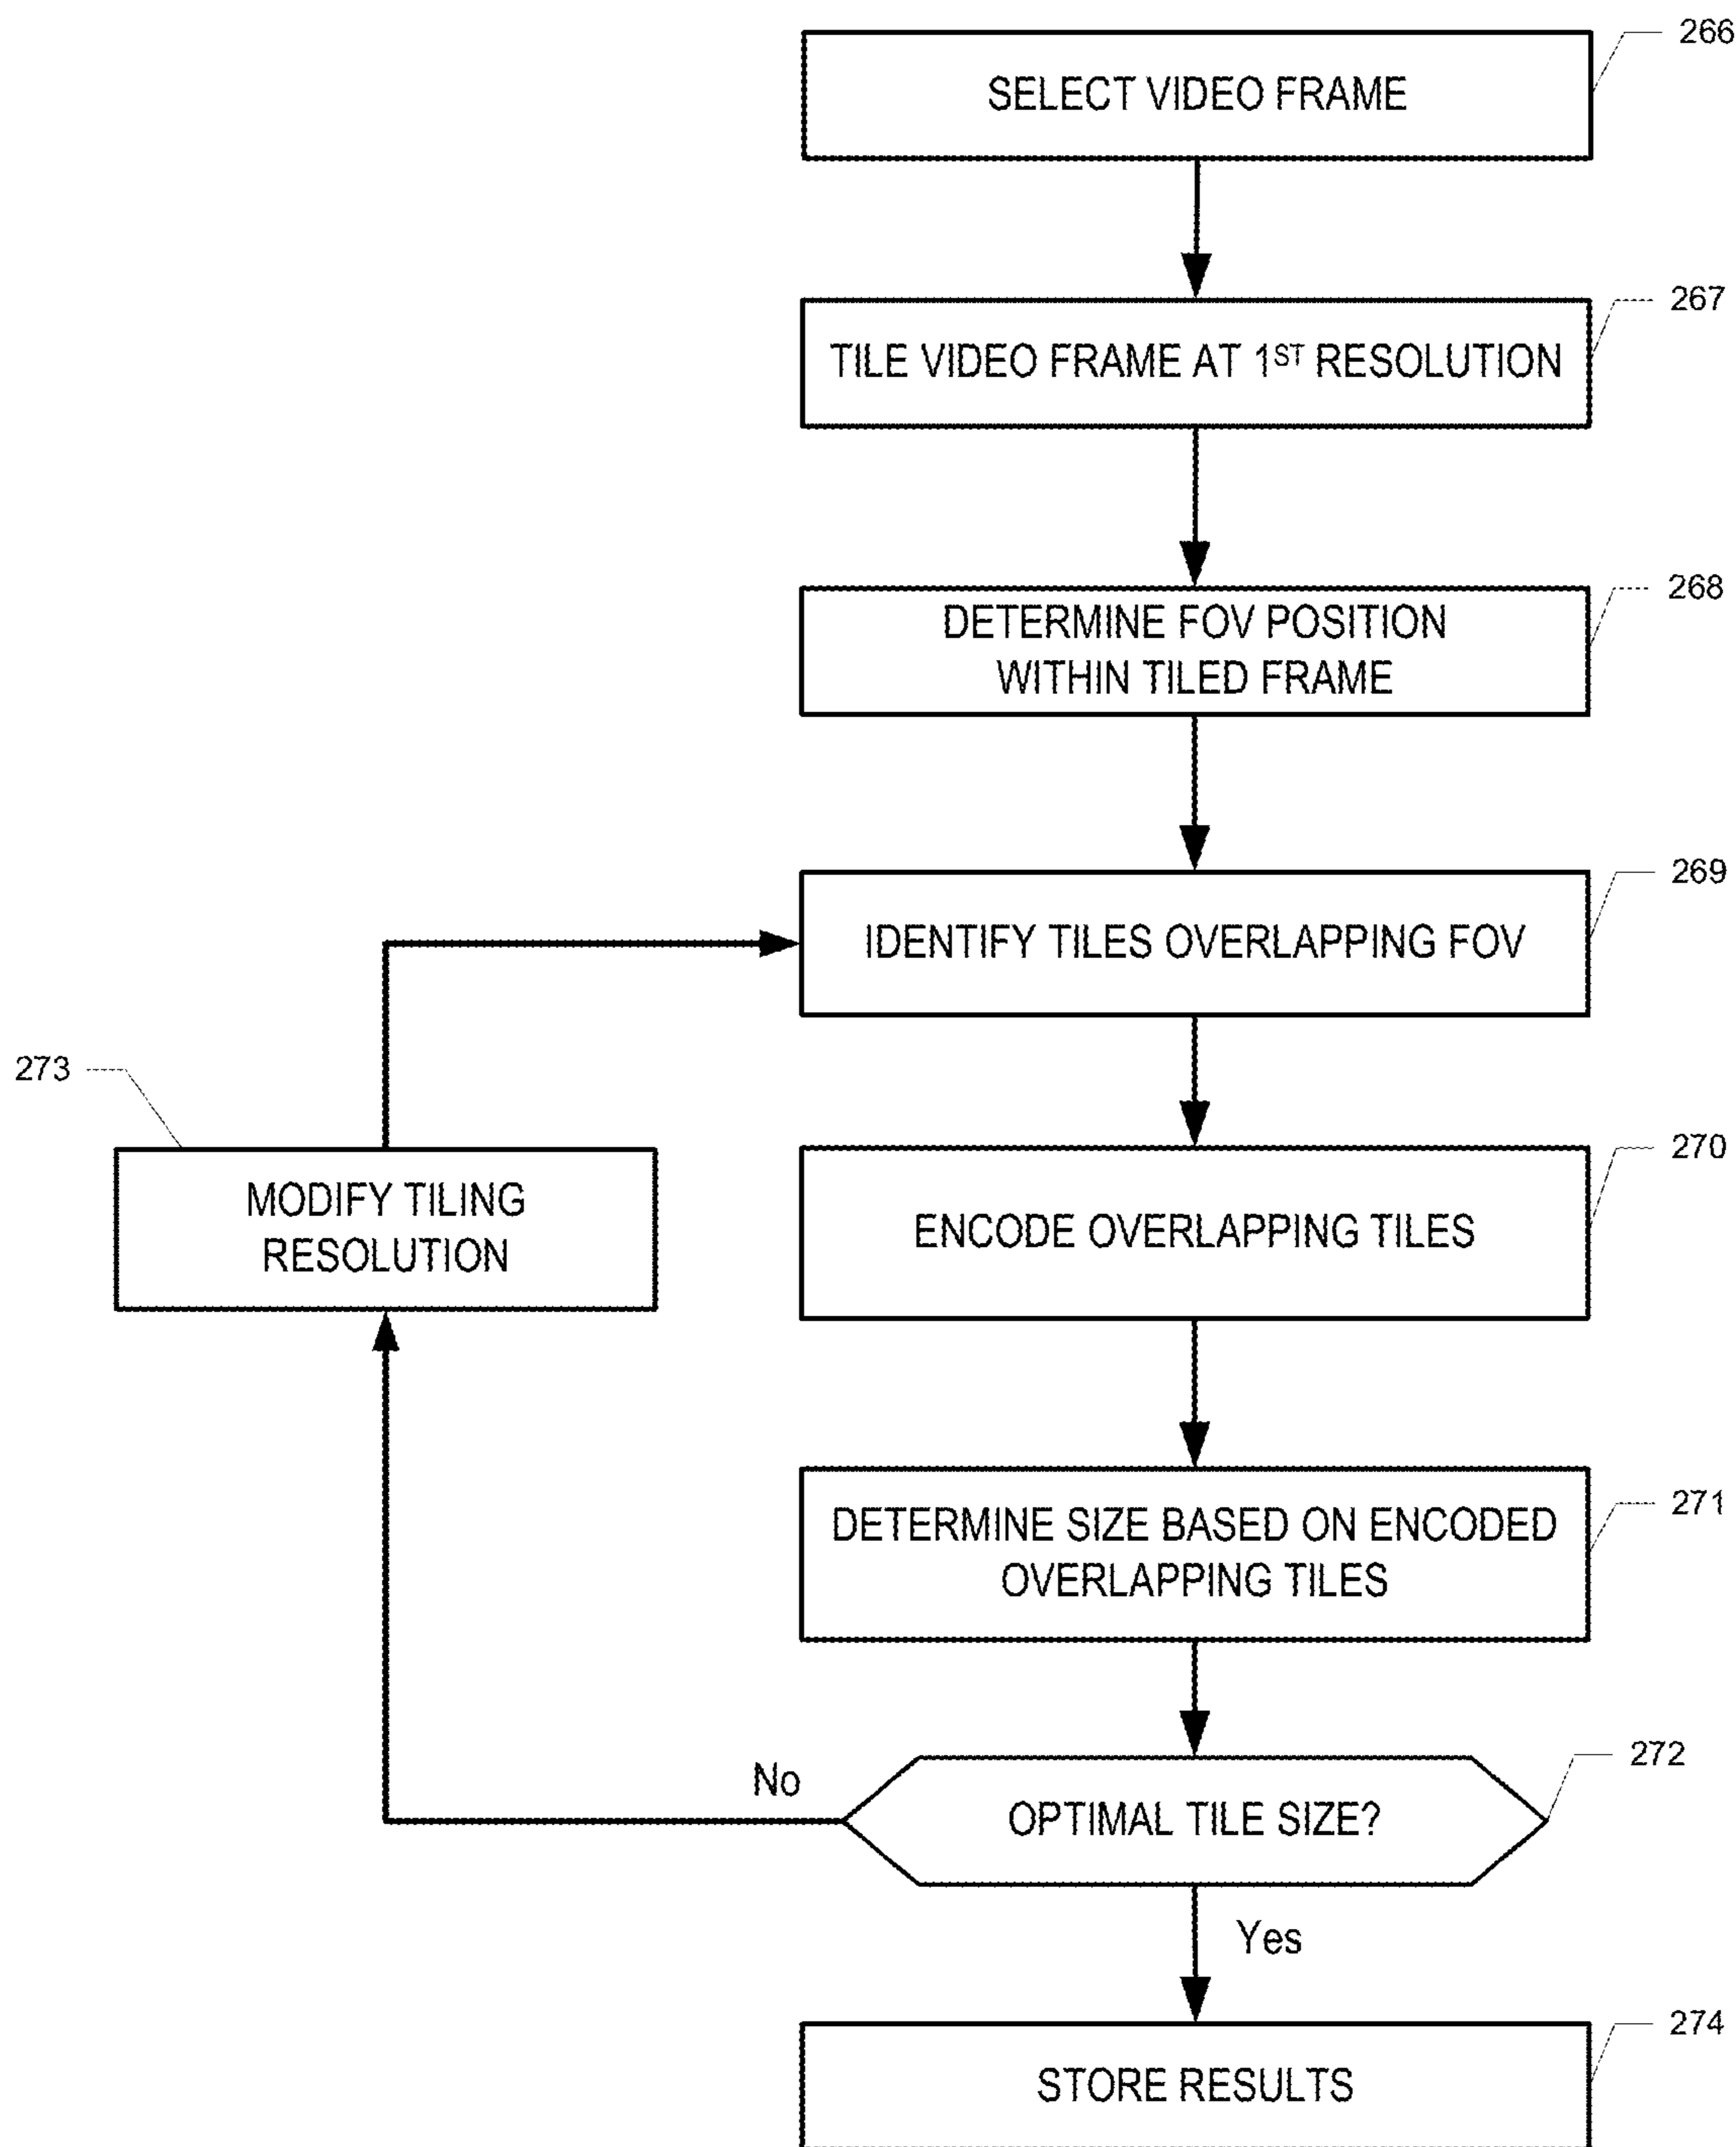 266
SELECT VIDEO FRAME
267
TILE VIDEO FRAME AT 1ST RESOLUTION
268
DETERMINE FOV POSITION
WITHIN TILED FRAME
269
IDENTIFY TILES OVERLAPPING FOV
273
MODIFY TILING
RESOLUTION
270
ENCODE OVERLAPPING TILES
271
DETERMINE SIZE BASED ON ENCODED
OVERLAPPING TILES
272
No
OPTIMAL TILE SIZE?
Yes
274
STORE RESULTS